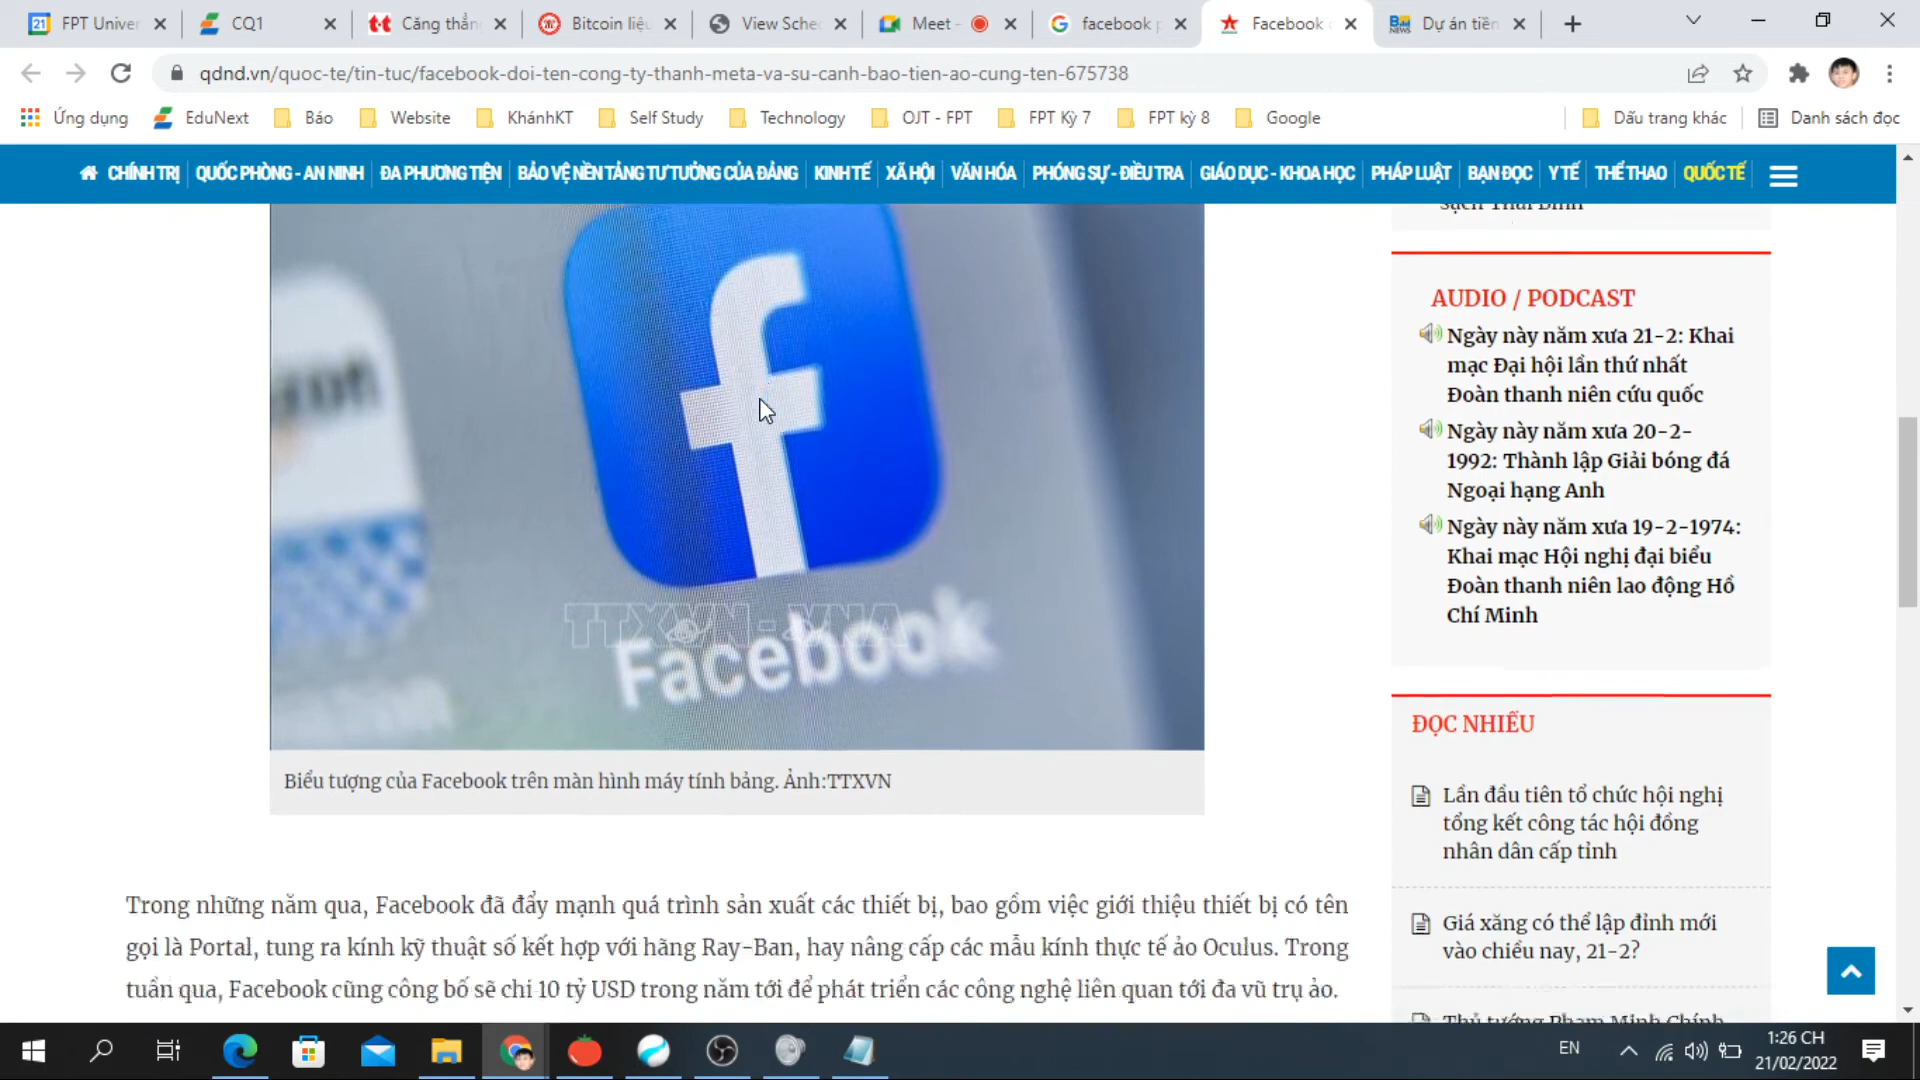 FPT Univer
CQ1
Căng thẳn
Bitcoin liệu
View Sche
Meet -
facebook p
Facebook
Dự án tiền
qdnd.vn/quoc-te/tin-tuc/facebook-doi-ten-cong-ty-thanh-meta-va-su-canh-bao-tien-ao-cung-ten-675738
Ứng dụng
EduNext
Báo
Website
KhánhKT
Self Study
Technology
OJT - FPT
FPT Kỳ 7
FPT kỳ 8
Google
Dấu trang khác
Danh sách đọc
CHÍNH TRỊ
QUỐC PHÒNG - AN NINH
ĐA PHƯƠNG TIỆN
BẢO VỆ NỀN TẢNG TƯ TƯỞNG CỦA ĐẢNG
KINH TẾ
XÃ HỘI
VĂN HÓA
PHÓNG SỰ - ĐIỀU TRA
GIÁO DỤC - KHOA HỌC
PHÁP LUẬT
BẠN ĐỌC
Y TẾ
THỂ THAO
QUỐC TẾ
TTXVN - VNA
Facebook
Biểu tượng của Facebook trên màn hình máy tính bảng. Ảnh:TTXVN
Trong những năm qua, Facebook đã đẩy mạnh quá trình sản xuất các thiết bị, bao gồm việc giới thiệu thiết bị có tên
gọi là Portal, tung ra kính kỹ thuật số kết hợp với hãng Ray-Ban, hay nâng cấp các mẫu kính thực tế ảo Oculus. Trong
tuần qua, Facebook cũng công bố sẽ chi 10 tỷ USD trong năm tới để phát triển các công nghệ liên quan tới đa vũ trụ ảo.
sạch Thái Bình
AUDIO / PODCAST
Ngày này năm xưa 21-2: Khai
mạc Đại hội lần thứ nhất
Đoàn thanh niên cứu quốc
Ngày này năm xưa 20-2-
1992: Thành lập Giải bóng đá
Ngoại hạng Anh
Ngày này năm xưa 19-2-1974:
Khai mạc Hội nghị đại biểu
Đoàn thanh niên lao động Hồ
Chí Minh
ĐỌC NHIỀU
Lần đầu tiên tổ chức hội nghị
tổng kết công tác hội đồng
nhân dân cấp tỉnh
Giá xăng có thể lập đỉnh mới
vào chiều nay, 21-2?
Thủ tướng Phạm Minh Chính
EN
1:26 CH
21/02/2022